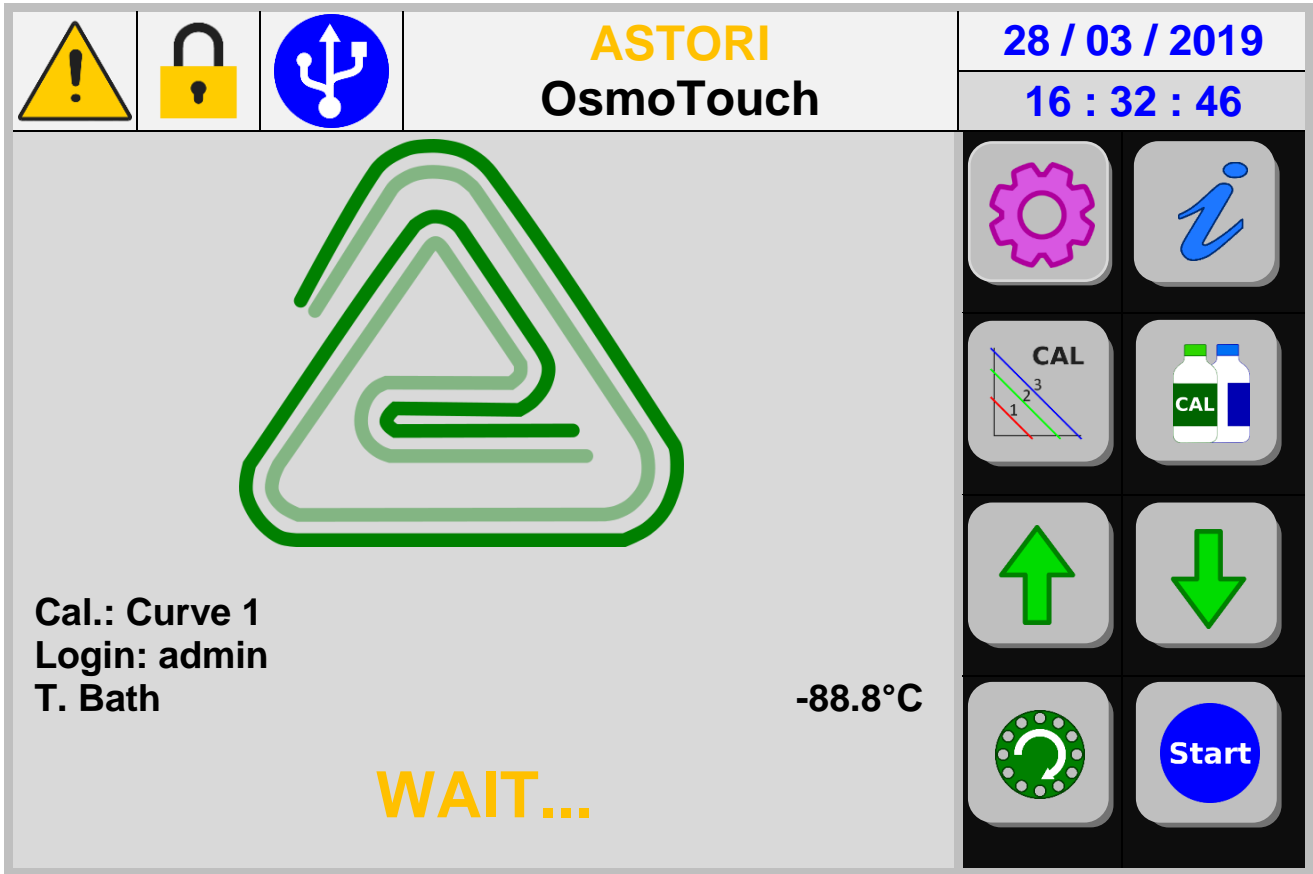 ASTORI
OsmoTouch
28 / 03 / 2019
16 : 32 : 46
i
CAL
3
2
1
CAL
Cal.: Curve 1
Login: admin
T. Bath -88.8°C
Start
WAIT...